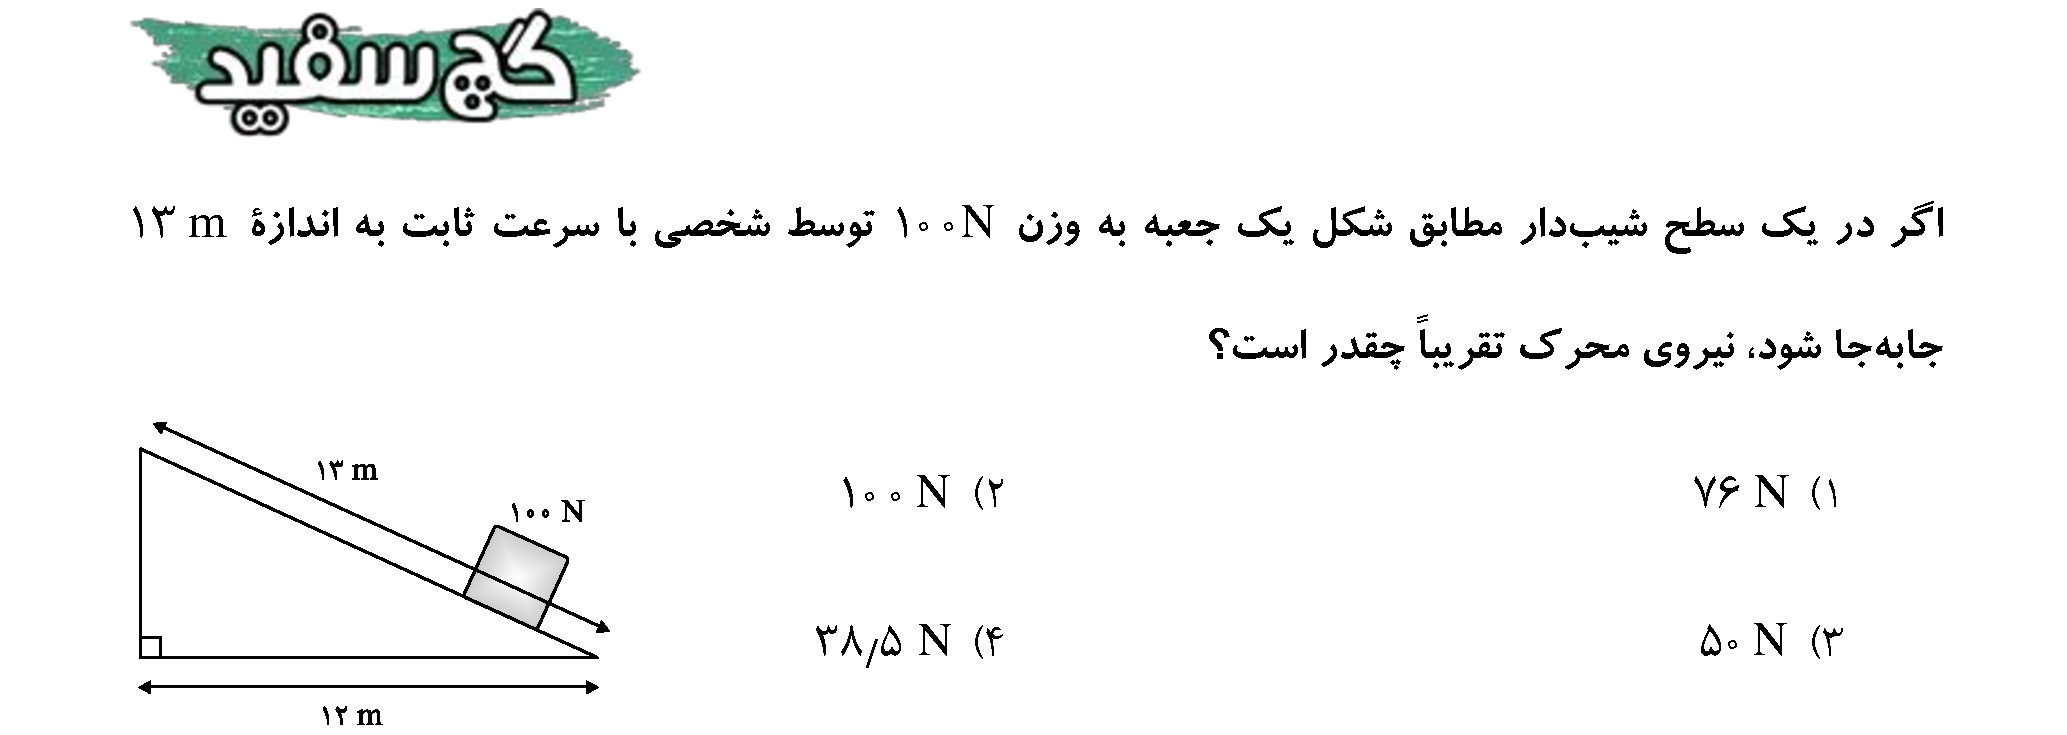 گچ سفید
اگر در یک سطح شیب‌دار مطابق شکل یک جعبه به وزن ۱۰۰N توسط شخصی با سرعت ثابت به اندازهٔ ۱۳ m
جابه‌جا شود، نیروی محرک تقریباً چقدر است؟
۱) ۷۶ N
۲) ۱۰۰ N
۳) ۵۰ N
۴) ۳۸/۵ N
۱۳ m
۱۰۰ N
۱۲ m